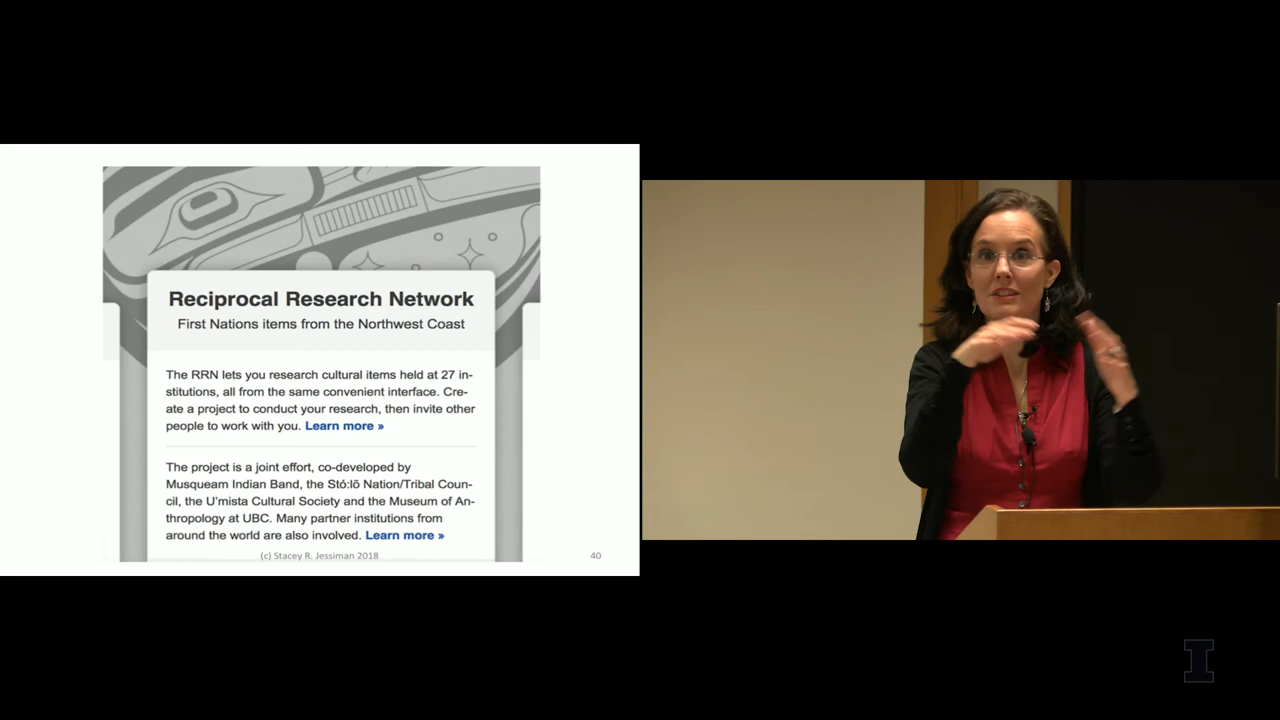 Reciprocal Research Network
First Nations items from the Northwest Coast
The RRN lets you research cultural items held at 27 in-
stitutions, all from the same convenient interface. Cre-
ate a project to conduct your research, then invite other
people to work with you. Learn more »
The project is a joint effort, co-developed by
Musqueam Indian Band, the Stó:lō Nation/Tribal Coun-
cil, the U'mista Cultural Society and the Museum of An-
thropology at UBC. Many partner institutions from
around the world are also involved. Learn more »
(c) Stacey R. Jessiman 2018
40
I